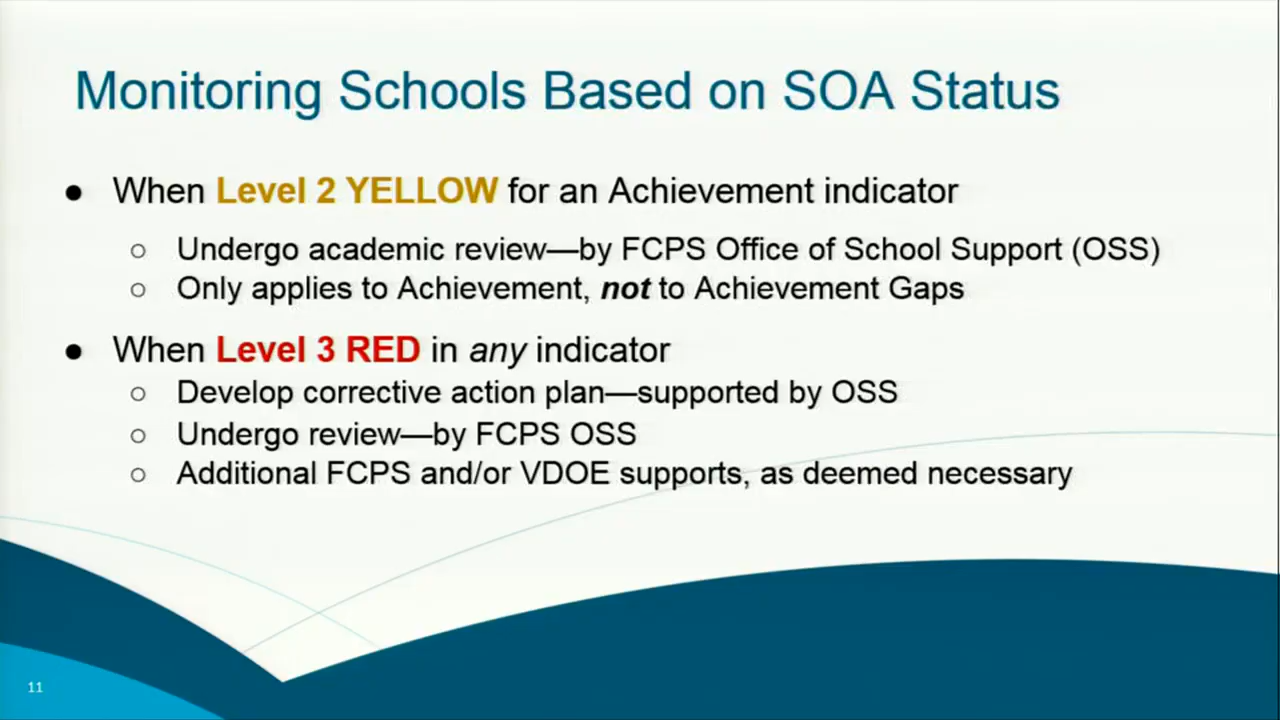 Monitoring Schools Based on SOA Status
● When Level 2 YELLOW for an Achievement indicator
○ Undergo academic review—by FCPS Office of School Support (OSS)
○ Only applies to Achievement, not to Achievement Gaps
● When Level 3 RED in any indicator
○ Develop corrective action plan—supported by OSS
○ Undergo review—by FCPS OSS
○ Additional FCPS and/or VDOE supports, as deemed necessary
11